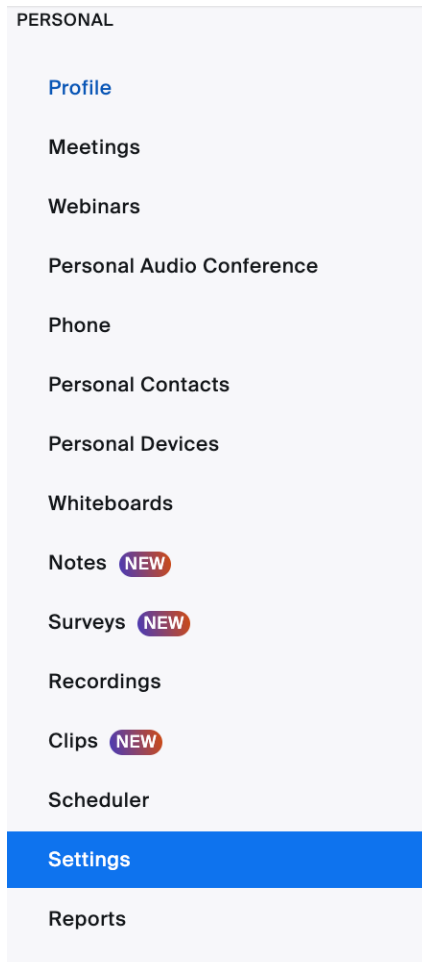 PERSONAL
Profile
Meetings
Webinars
Personal Audio Conference
Phone
Personal Contacts
Personal Devices
Whiteboards
Notes NEW
Surveys NEW
Recordings
Clips NEW
Scheduler
Settings
Reports